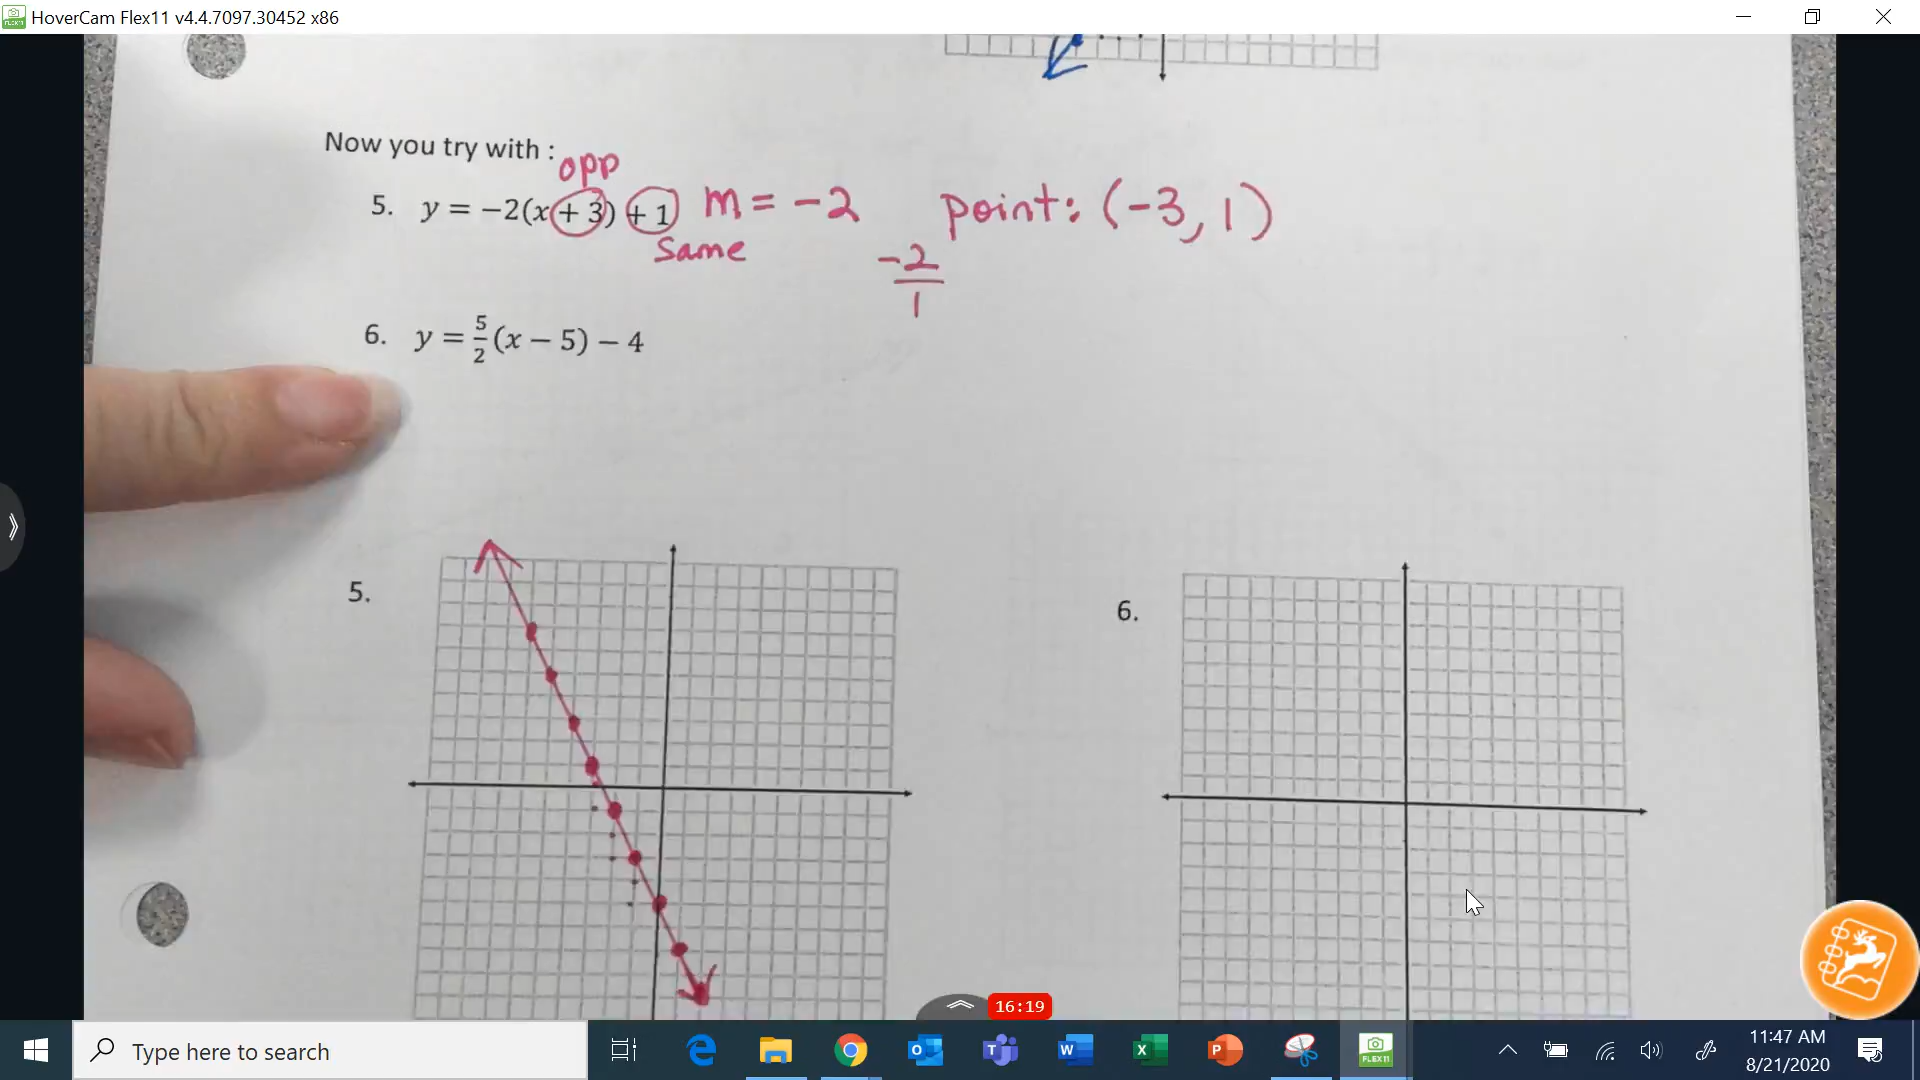 HoverCam Flex11 v4.4.7097.30452 x86
Now you try with :
opp
5. y = −2(x + 3) + 1 m = -2 point: (-3, 1)
same
-2
1
6. y = 5/2(x − 5) − 4
5.
6.
16:19
Type here to search
11:47 AM
8/21/2020
FLEX11